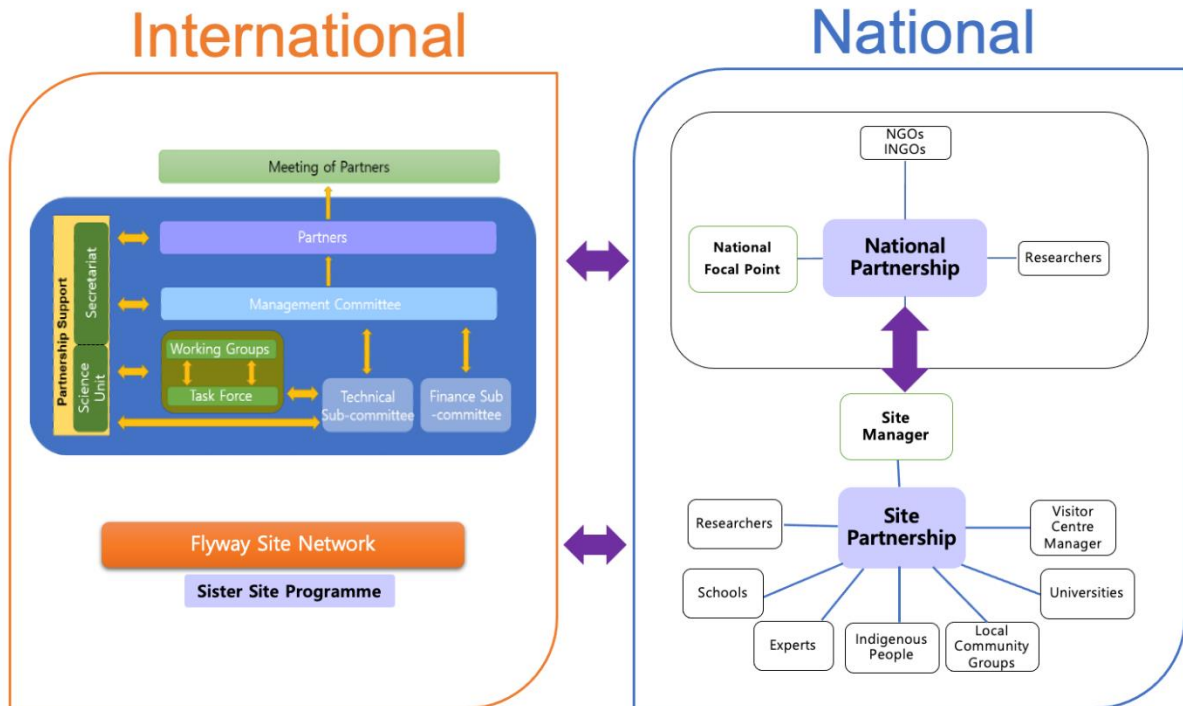 International
National
Meeting of Partners
Partners
Management Committee
Partnership Support
Secretariat
Science
Unit
Working Groups
Task Force
Technical
Sub-committee
Finance Sub
-committee
Flyway Site Network
Sister Site Programme
NGOs
INGOs
National
Focal Point
National
Partnership
Researchers
Site
Manager
Site
Partnership
Researchers
Visitor
Centre
Manager
Schools
Universities
Experts
Indigenous
People
Local
Community
Groups